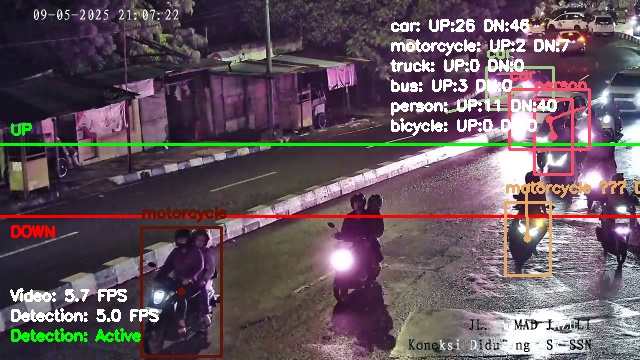 09-05-2025 21:07:22
car: UP:26 DN:46
motorcycle: UP:2 DN:7
truck: UP:0 DN:0
bus: UP:3 DN:0
person: UP:11 DN:40
bicycle: UP:0 DN:0
car
person
UP
motorcycle ???
motorcycle
DOWN
Video: 5.7 FPS
Detection: 5.0 FPS
Detection: Active
JL.